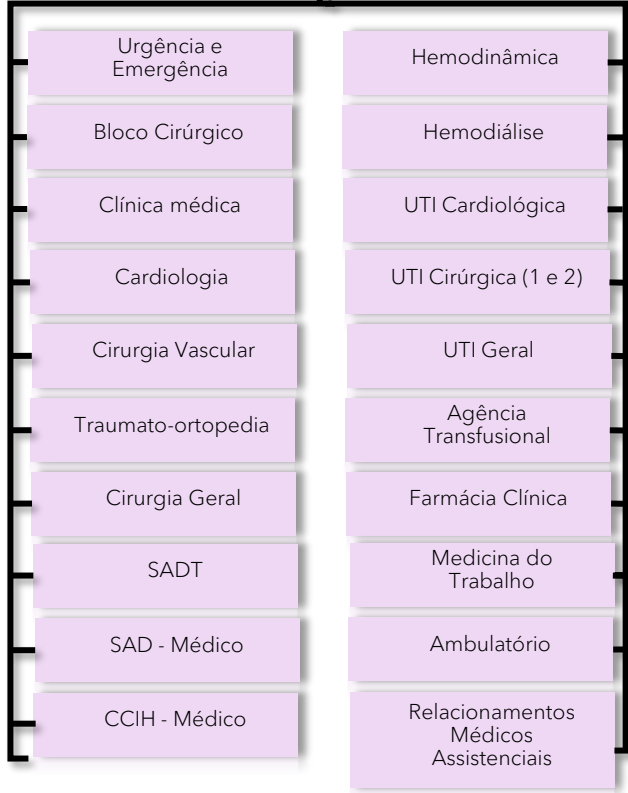 Urgência e
Emergência
Bloco Cirúrgico
Clínica médica
Cardiologia
Cirurgia Vascular
Traumato-ortopedia
Cirurgia Geral
SADT
SAD - Médico
CCIH - Médico
Hemodinâmica
Hemodiálise
UTI Cardiológica
UTI Cirúrgica (1 e 2)
UTI Geral
Agência
Transfusional
Farmácia Clínica
Medicina do
Trabalho
Ambulatório
Relacionamentos
Médicos
Assistenciais